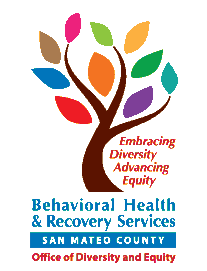 Embracing
Diversity
Advancing
Equity
Behavioral Health
& Recovery Services
SAN MATEO COUNTY
Office of Diversity and Equity